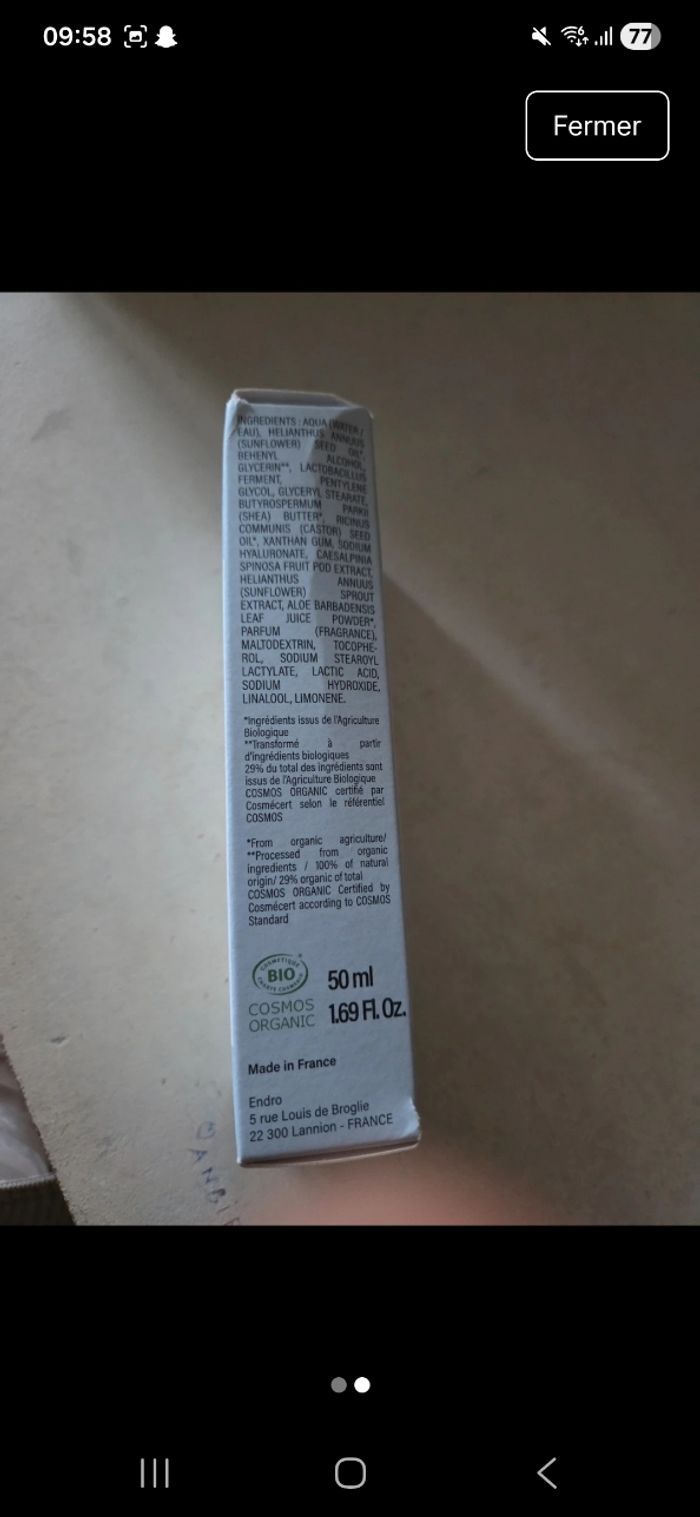 09:58
77
Fermer
INGREDIENTS : AQUA (WATER /
EAU), HELIANTHUS ANNUUS
(SUNFLOWER) SEED OIL*,
BEHENYL ALCOHOL,
GLYCERIN**, LACTOBACILLUS
FERMENT, PENTYLENE
GLYCOL, GLYCERYL STEARATE,
BUTYROSPERMUM PARKII
(SHEA) BUTTER*, RICINUS
COMMUNIS (CASTOR) SEED
OIL*, XANTHAN GUM, SODIUM
HYALURONATE, CAESALPINIA
SPINOSA FRUIT POD EXTRACT,
HELIANTHUS ANNUUS
(SUNFLOWER) SPROUT
EXTRACT, ALOE BARBADENSIS
LEAF JUICE POWDER*,
PARFUM (FRAGRANCE),
MALTODEXTRIN, TOCOPHE-
ROL, SODIUM STEAROYL
LACTYLATE, LACTIC ACID,
SODIUM HYDROXIDE,
LINALOOL, LIMONENE.
*Ingrédients issus de l'Agriculture
Biologique
**Transformé à partir
d'ingrédients biologiques
29% du total des ingrédients sont
issus de l'Agriculture Biologique
COSMOS ORGANIC certifié par
Cosmécert selon le référentiel
COSMOS
*From organic agriculture/
**Processed from organic
ingredients / 100% of natural
origin/ 29% organic of total
COSMOS ORGANIC Certified by
Cosmécert according to COSMOS
Standard
COSMETIQUE
BIO
COSMOS
ORGANIC
50 ml
1.69 Fl. Oz.
Made in France
Endro
5 rue Louis de Broglie
22 300 Lannion - FRANCE